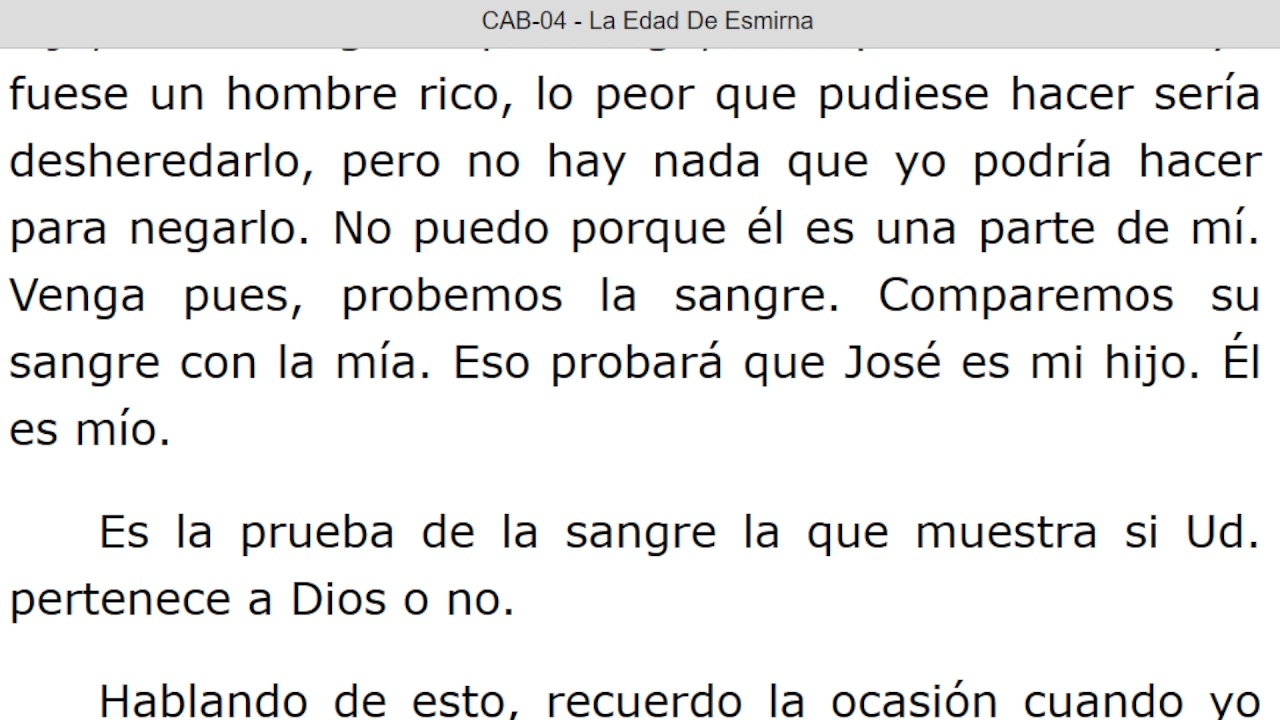 CAB-04 - La Edad De Esmirna
fuese un hombre rico, lo peor que pudiese hacer sería
desheredarlo, pero no hay nada que yo podría hacer
para negarlo. No puedo porque él es una parte de mí.
Venga pues, probemos la sangre. Comparemos su
sangre con la mía. Eso probará que José es mi hijo. Él
es mío.
Es la prueba de la sangre la que muestra si Ud.
pertenece a Dios o no.
Hablando de esto, recuerdo la ocasión cuando yo